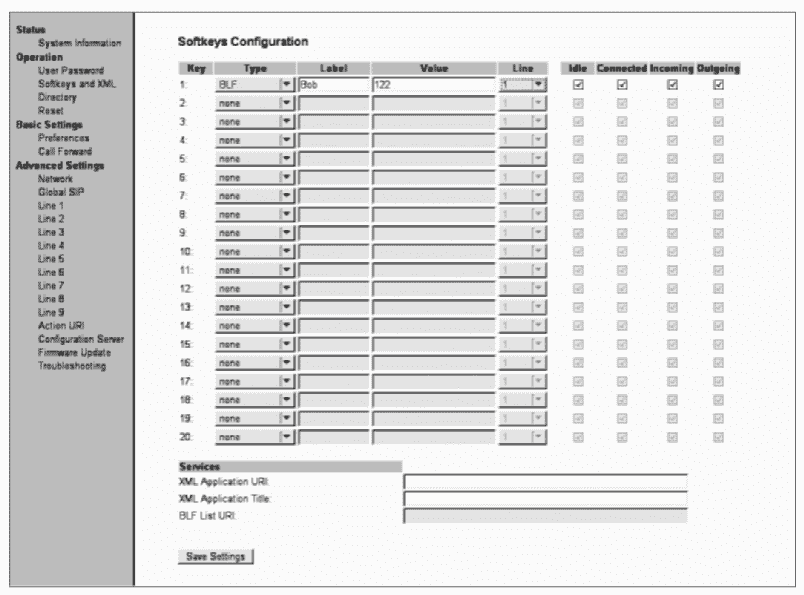 Status
System Information
Operation
User Password
Softkeys and XML
Directory
Reset
Basic Settings
Preferences
Call Forward
Advanced Settings
Network
Global SIP
Line 1
Line 2
Line 3
Line 4
Line 5
Line 6
Line 7
Line 8
Line 9
Action URI
Configuration Server
Firmware Update
Troubleshooting
Softkeys Configuration
Key Type Label Value Line Idle Connected Incoming Outgoing
1: BLF Bob 122 1
2: none 1
3: none 1
4: none 1
5: none 1
6: none 1
7: none 1
8: none 1
9: none 1
10: none 1
11: none 1
12: none 1
13: none 1
14: none 1
15: none 1
16: none 1
17: none 1
18: none 1
19: none 1
20: none 1
Services
XML Application URI:
XML Application Title:
BLF List URI:
Save Settings